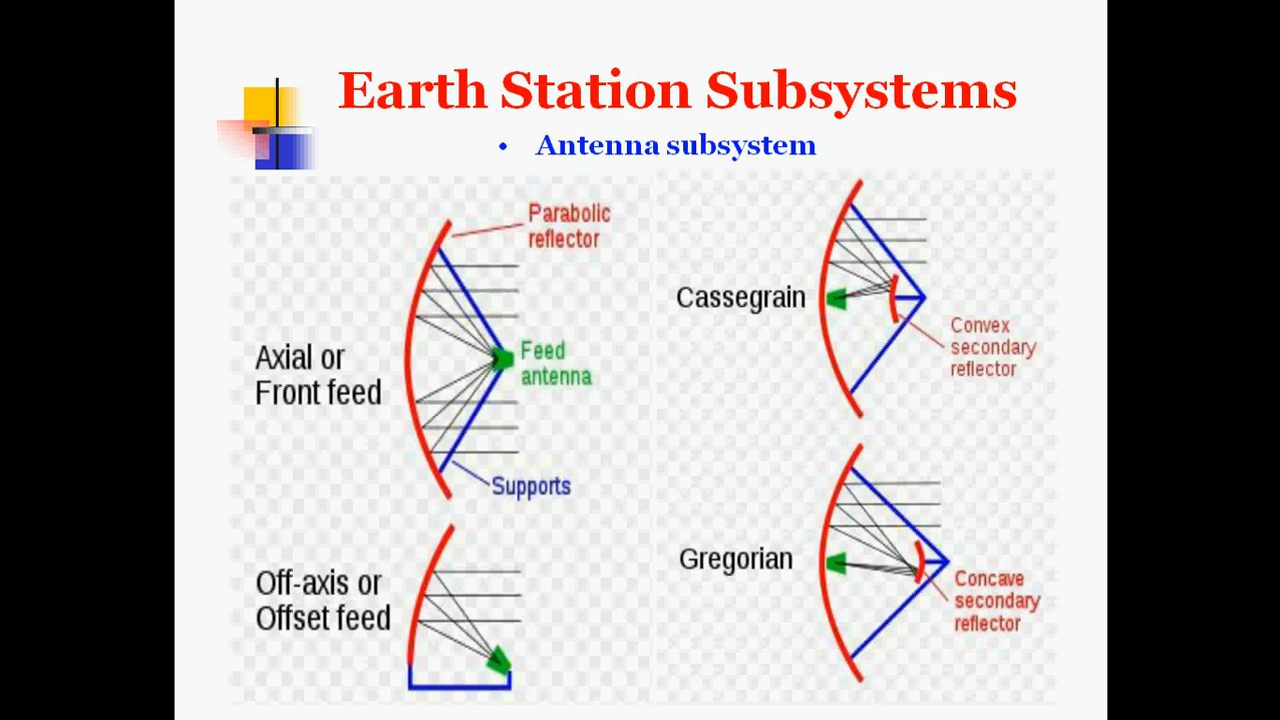 Earth Station Subsystems
• Antenna subsystem
Parabolic
reflector
Axial or
Front feed
Feed
antenna
Supports
Off-axis or
Offset feed
Cassegrain
Convex
secondary
reflector
Gregorian
Concave
secondary
reflector